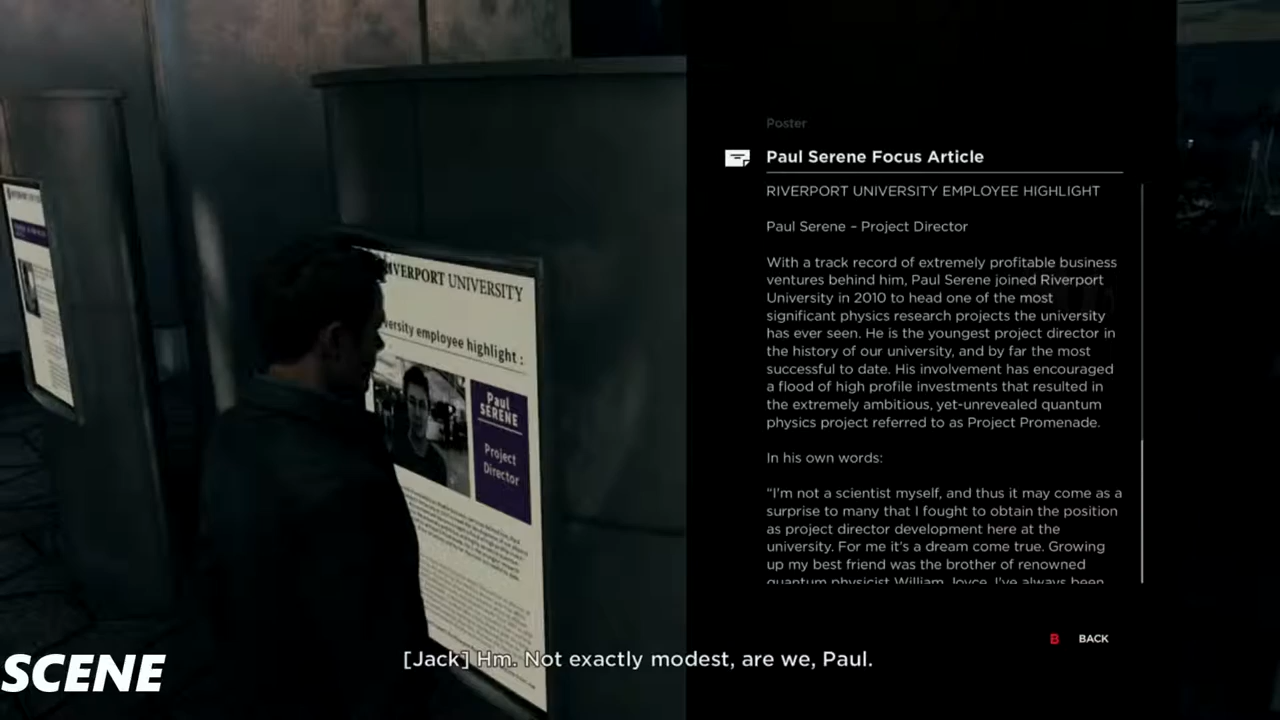 Poster
Paul Serene Focus Article
RIVERPORT UNIVERSITY EMPLOYEE HIGHLIGHT
Paul Serene – Project Director
With a track record of extremely profitable business
ventures behind him, Paul Serene joined Riverport
University in 2010 to head one of the most
significant physics research projects the university
has ever seen. He is the youngest project director in
the history of our university, and by far the most
successful to date. His involvement has encouraged
a flood of high profile investments that resulted in
the extremely ambitious, yet-unrevealed quantum
physics project referred to as Project Promenade.
In his own words:
“I'm not a scientist myself, and thus it may come as a
surprise to many that I fought to obtain the position
as project director development here at the
university. For me it's a dream come true. Growing
up my best friend was the brother of renowned
quantum physicist William Joyce. I've always been
B BACK
RIVERPORT UNIVERSITY
versity employee highlight :
Paul
SERENE
Project
Director
[Jack] Hm. Not exactly modest, are we, Paul.
SCENE